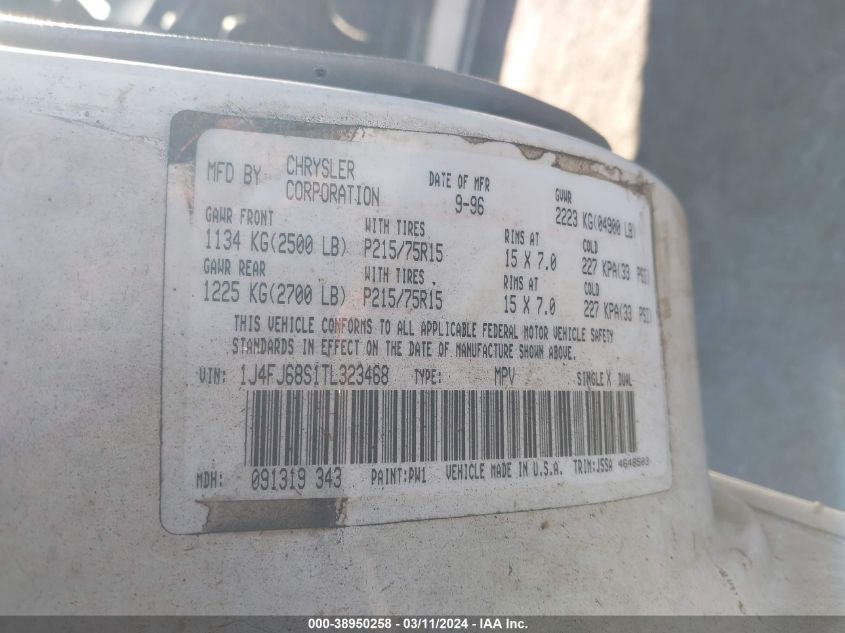 MFD BY CHRYSLER CORPORATION DATE OF MFR 9-96 GVWR 2223 KG(04900 LB)
GAWR FRONT WITH TIRES RIMS AT COLD
1134 KG(2500 LB) P215/75R15 15 X 7.0 227 KPA(33 PSI)
GAWR REAR WITH TIRES RIMS AT COLD
1225 KG(2700 LB) P215/75R15 15 X 7.0 227 KPA(33 PSI)
THIS VEHICLE CONFORMS TO ALL APPLICABLE FEDERAL MOTOR VEHICLE SAFETY
STANDARDS IN EFFECT ON THE DATE OF MANUFACTURE SHOWN ABOVE.
VIN: 1J4FJ68S1TL323468 TYPE: MPV SINGLE X DUAL
MDH: 091319 343 PAINT:PW1 VEHICLE MADE IN U.S.A. TRIM:J5SA 4648503
000-38950258 - 03/11/2024 - IAA Inc.